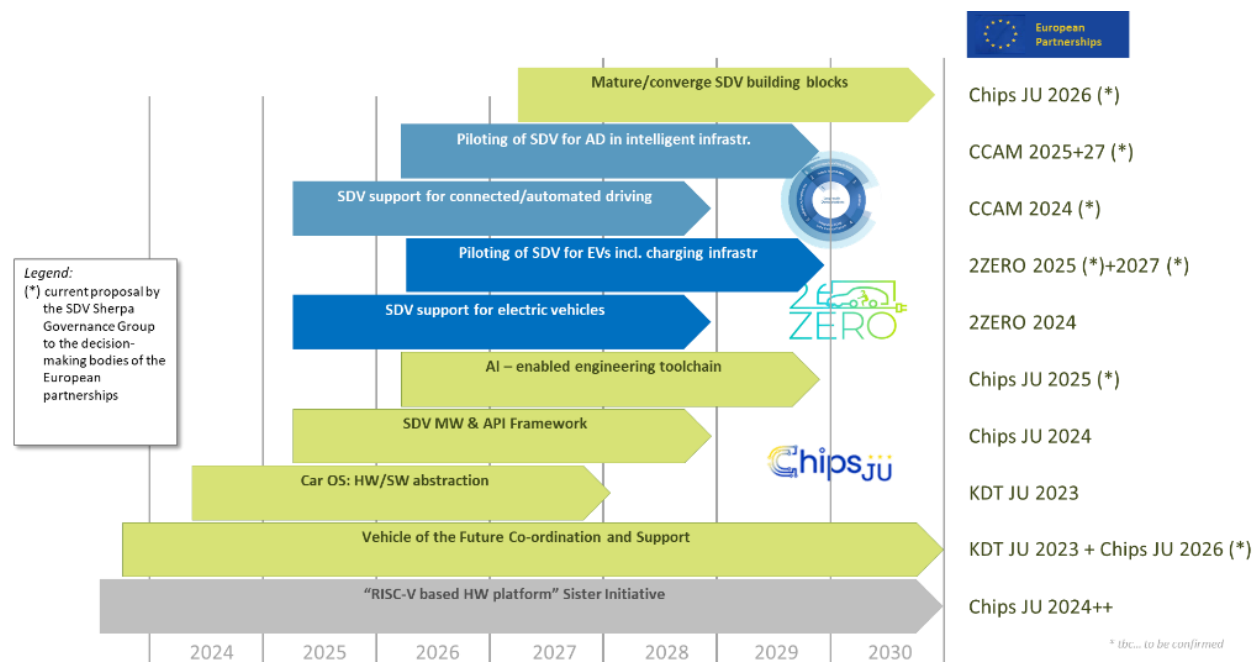 European
Partnerships
Mature/converge SDV building blocks
Chips JU 2026 (*)
Piloting of SDV for AD in intelligent infrastr.
CCAM 2025+27 (*)
SDV support for connected/automated driving
CCAM 2024 (*)
Piloting of SDV for EVs incl. charging infrastr
2ZERO 2025 (*)+2027 (*)
Legend:
(*) current proposal by
the SDV Sherpa
Governance Group
to the decision-
making bodies of the
European
partnerships
SDV support for electric vehicles
2ZERO
2ZERO 2024
AI – enabled engineering toolchain
Chips JU 2025 (*)
SDV MW & API Framework
Chips JU 2024
Chips JU
Car OS: HW/SW abstraction
KDT JU 2023
Vehicle of the Future Co-ordination and Support
KDT JU 2023 + Chips JU 2026 (*)
“RISC-V based HW platform” Sister Initiative
Chips JU 2024++
2024 2025 2026 2027 2028 2029 2030
* tbc... to be confirmed